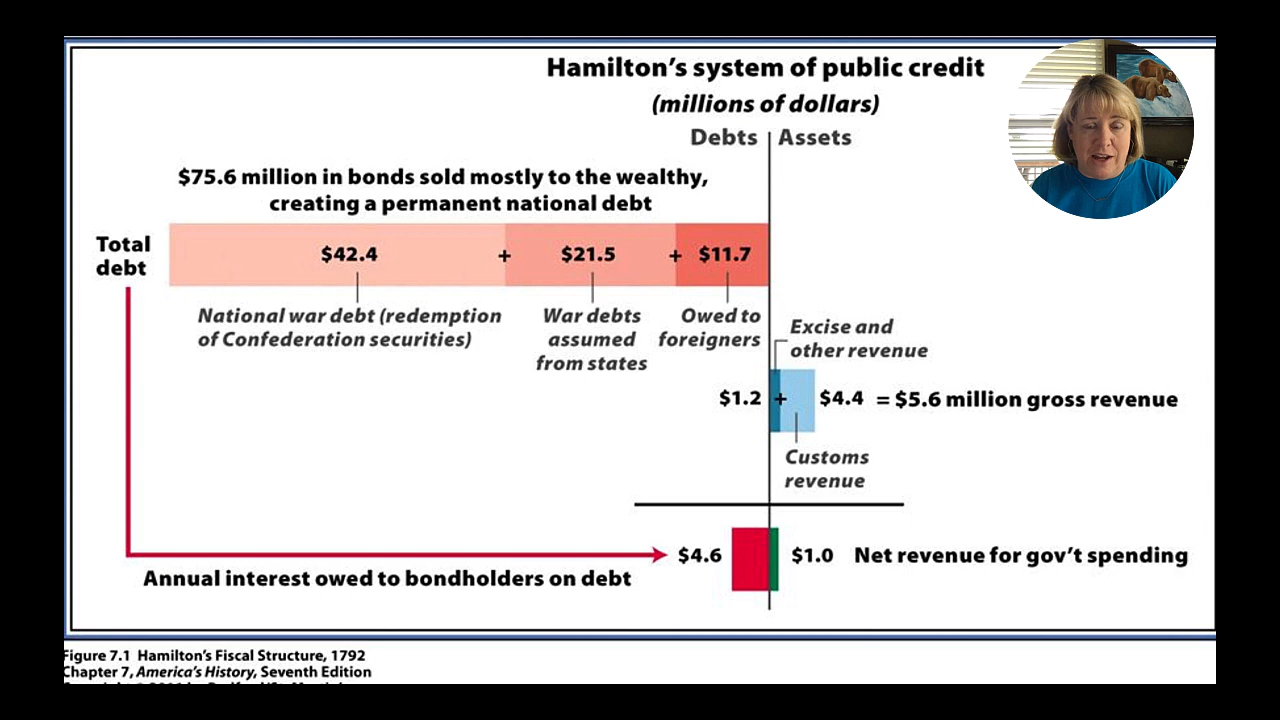 Hamilton's system of public credit
(millions of dollars)
Debts Assets
$75.6 million in bonds sold mostly to the wealthy,
creating a permanent national debt
Total
debt
$42.4 + $21.5 + $11.7
National war debt (redemption
of Confederation securities)
War debts
assumed
from states
Owed to
foreigners
Excise and
other revenue
$1.2 + $4.4 = $5.6 million gross revenue
Customs
revenue
$4.6 $1.0 Net revenue for gov't spending
Annual interest owed to bondholders on debt
Figure 7.1 Hamilton's Fiscal Structure, 1792
Chapter 7, America's History, Seventh Edition